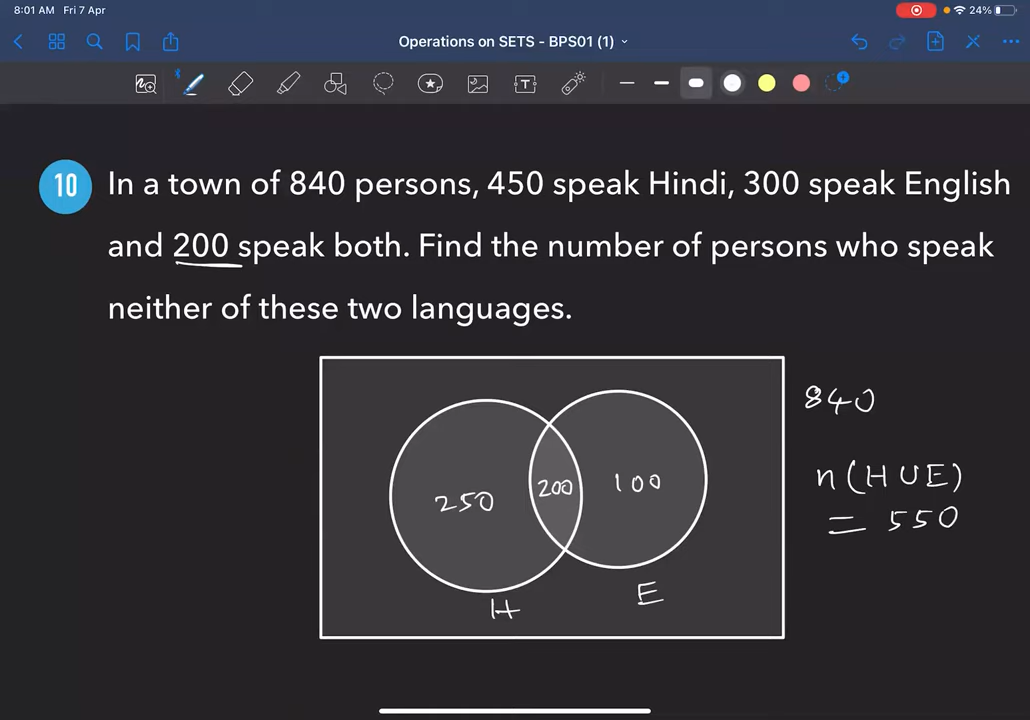 8:01 AM Fri 7 Apr
24%
Operations on SETS - BPS01 (1)
T
10 In a town of 840 persons, 450 speak Hindi, 300 speak English
and 200 speak both. Find the number of persons who speak
neither of these two languages.
840
n(HUE)
= 550
250
200
100
H
E